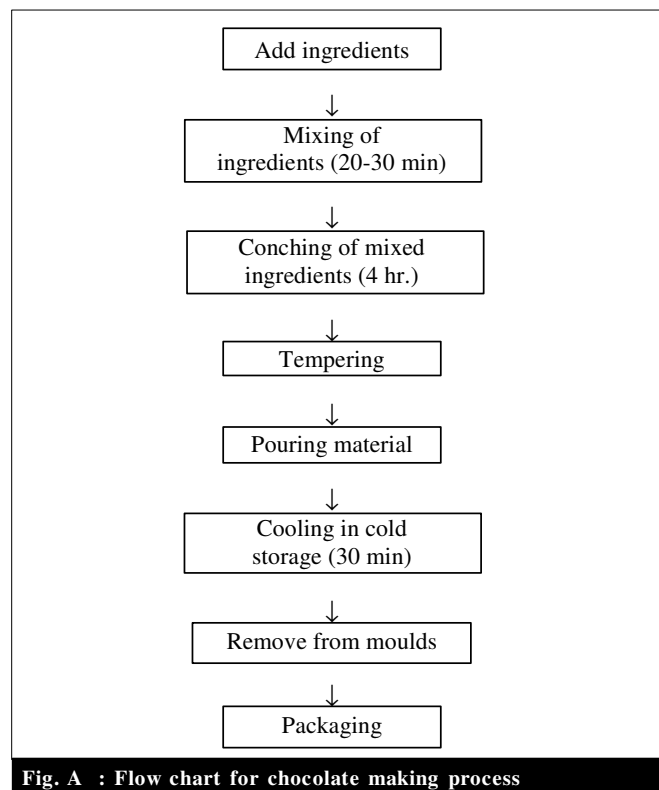 Add ingredients
↓
Mixing of
ingredients (20-30 min)
↓
Conching of mixed
ingredients (4 hr.)
↓
Tempering
↓
Pouring material
↓
Cooling in cold
storage (30 min)
↓
Remove from moulds
↓
Packaging
Fig. A : Flow chart for chocolate making process